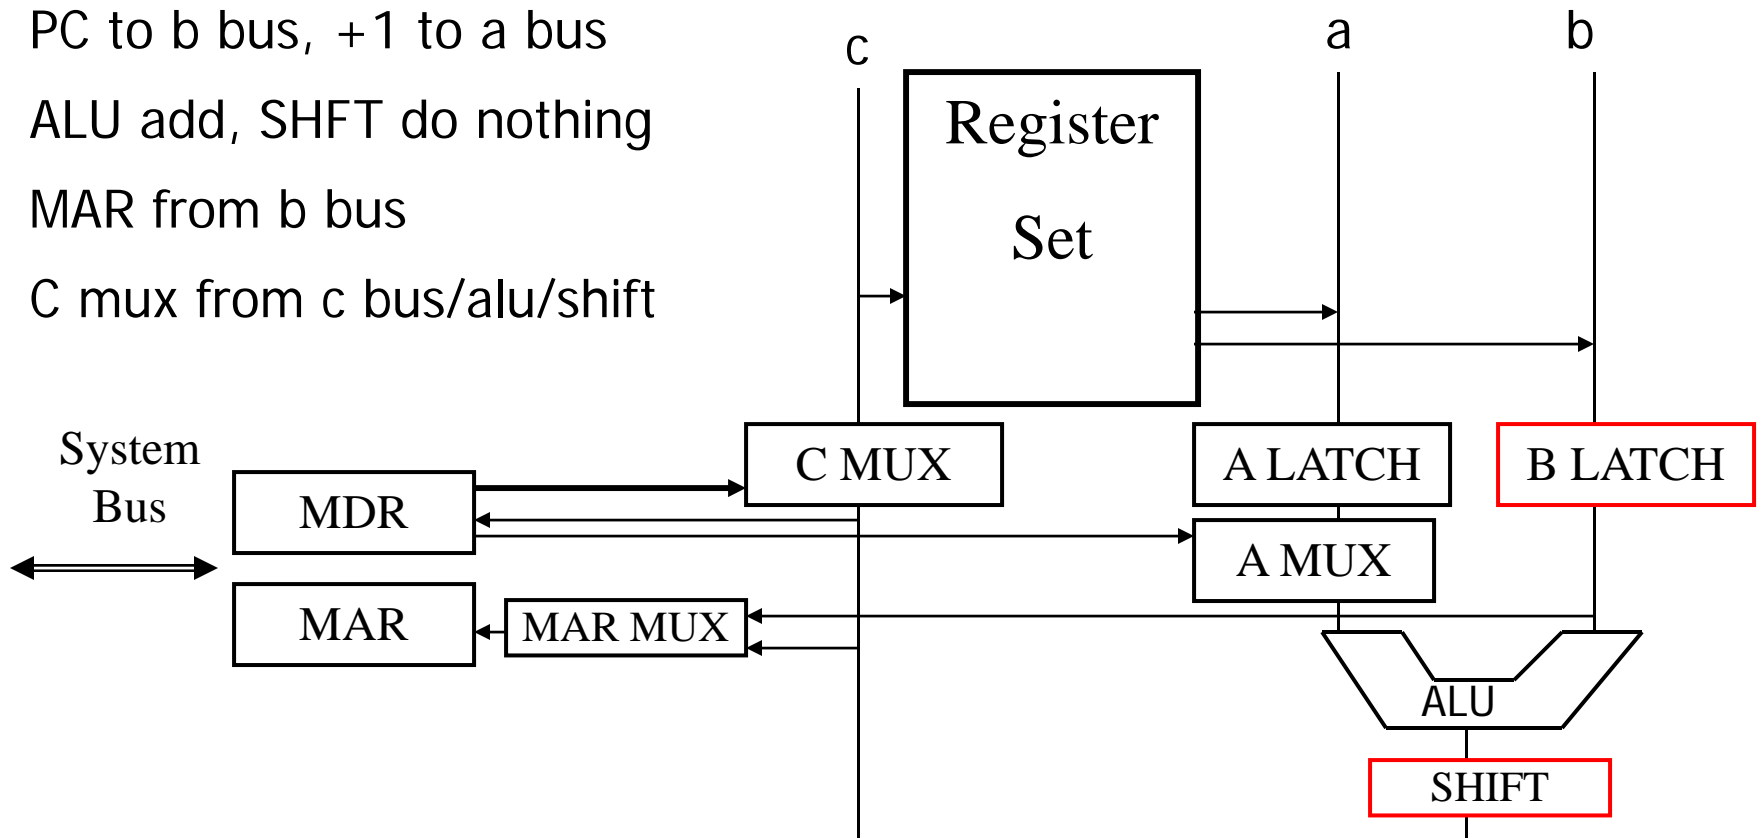 PC to b bus, +1 to a bus
ALU add, SHFT do nothing
MAR from b bus
C mux from c bus/alu/shift
c
a
b
Register
Set
System
Bus
C MUX
A LATCH
B LATCH
MDR
A MUX
MAR
MAR MUX
ALU
SHIFT